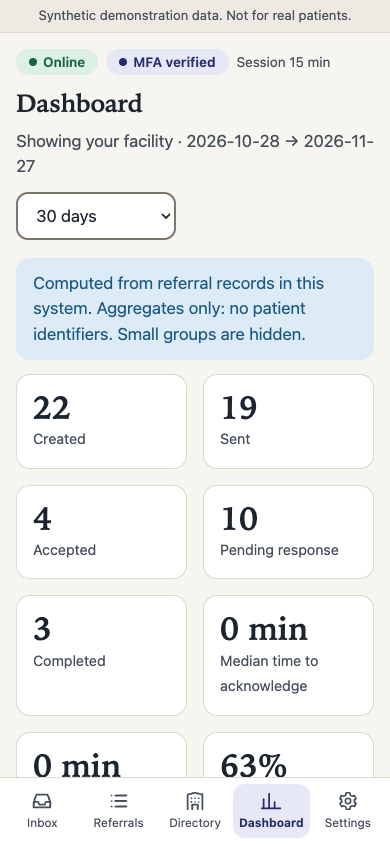 Synthetic demonstration data. Not for real patients.
Online
MFA verified
Session 15 min
Dashboard
Showing your facility · 2026-10-28 → 2026-11-
27
30 days
Computed from referral records in this
system. Aggregates only: no patient
identifiers. Small groups are hidden.
22
Created
19
Sent
4
Accepted
10
Pending response
3
Completed
0 min
Median time to
acknowledge
0 min
63%
Inbox
Referrals
Directory
Dashboard
Settings